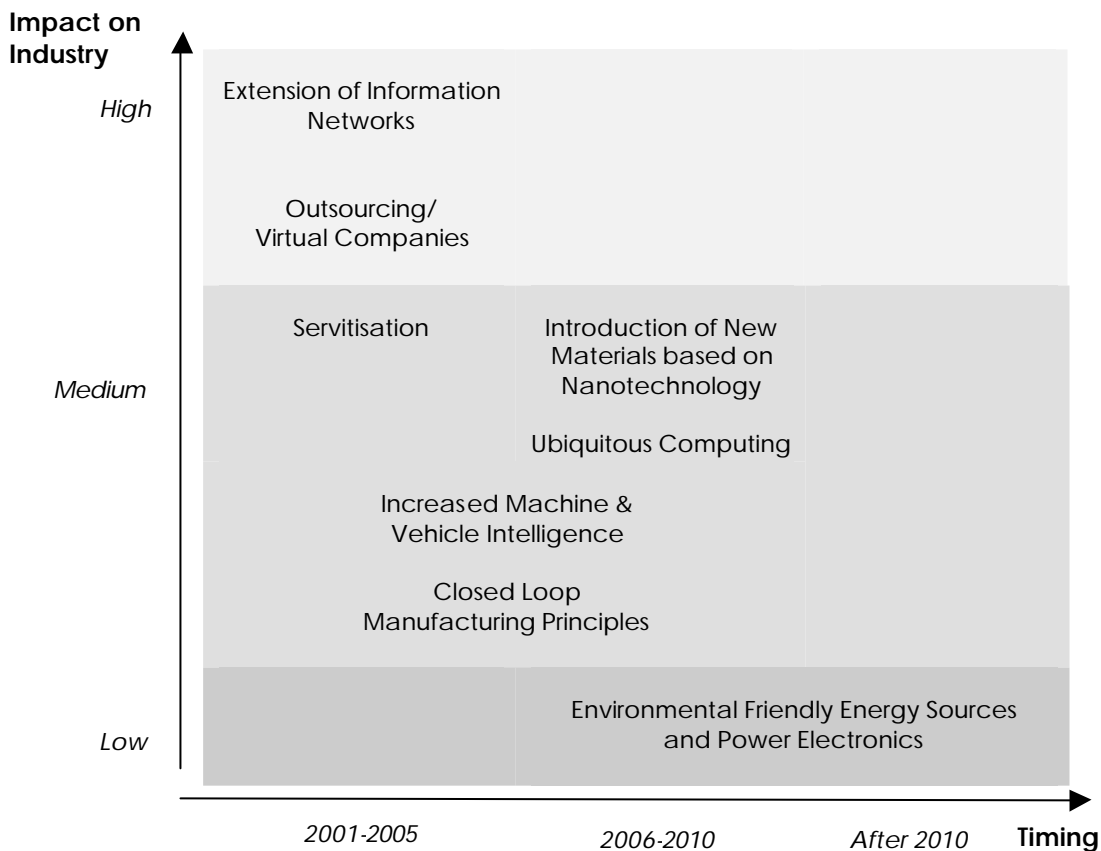 Impact on
Industry
High
Extension of Information
Networks
Outsourcing/
Virtual Companies
Medium
Servitisation
Introduction of New
Materials based on
Nanotechnology
Ubiquitous Computing
Increased Machine &
Vehicle Intelligence
Closed Loop
Manufacturing Principles
Low
Environmental Friendly Energy Sources
and Power Electronics
2001-2005
2006-2010
After 2010
Timing